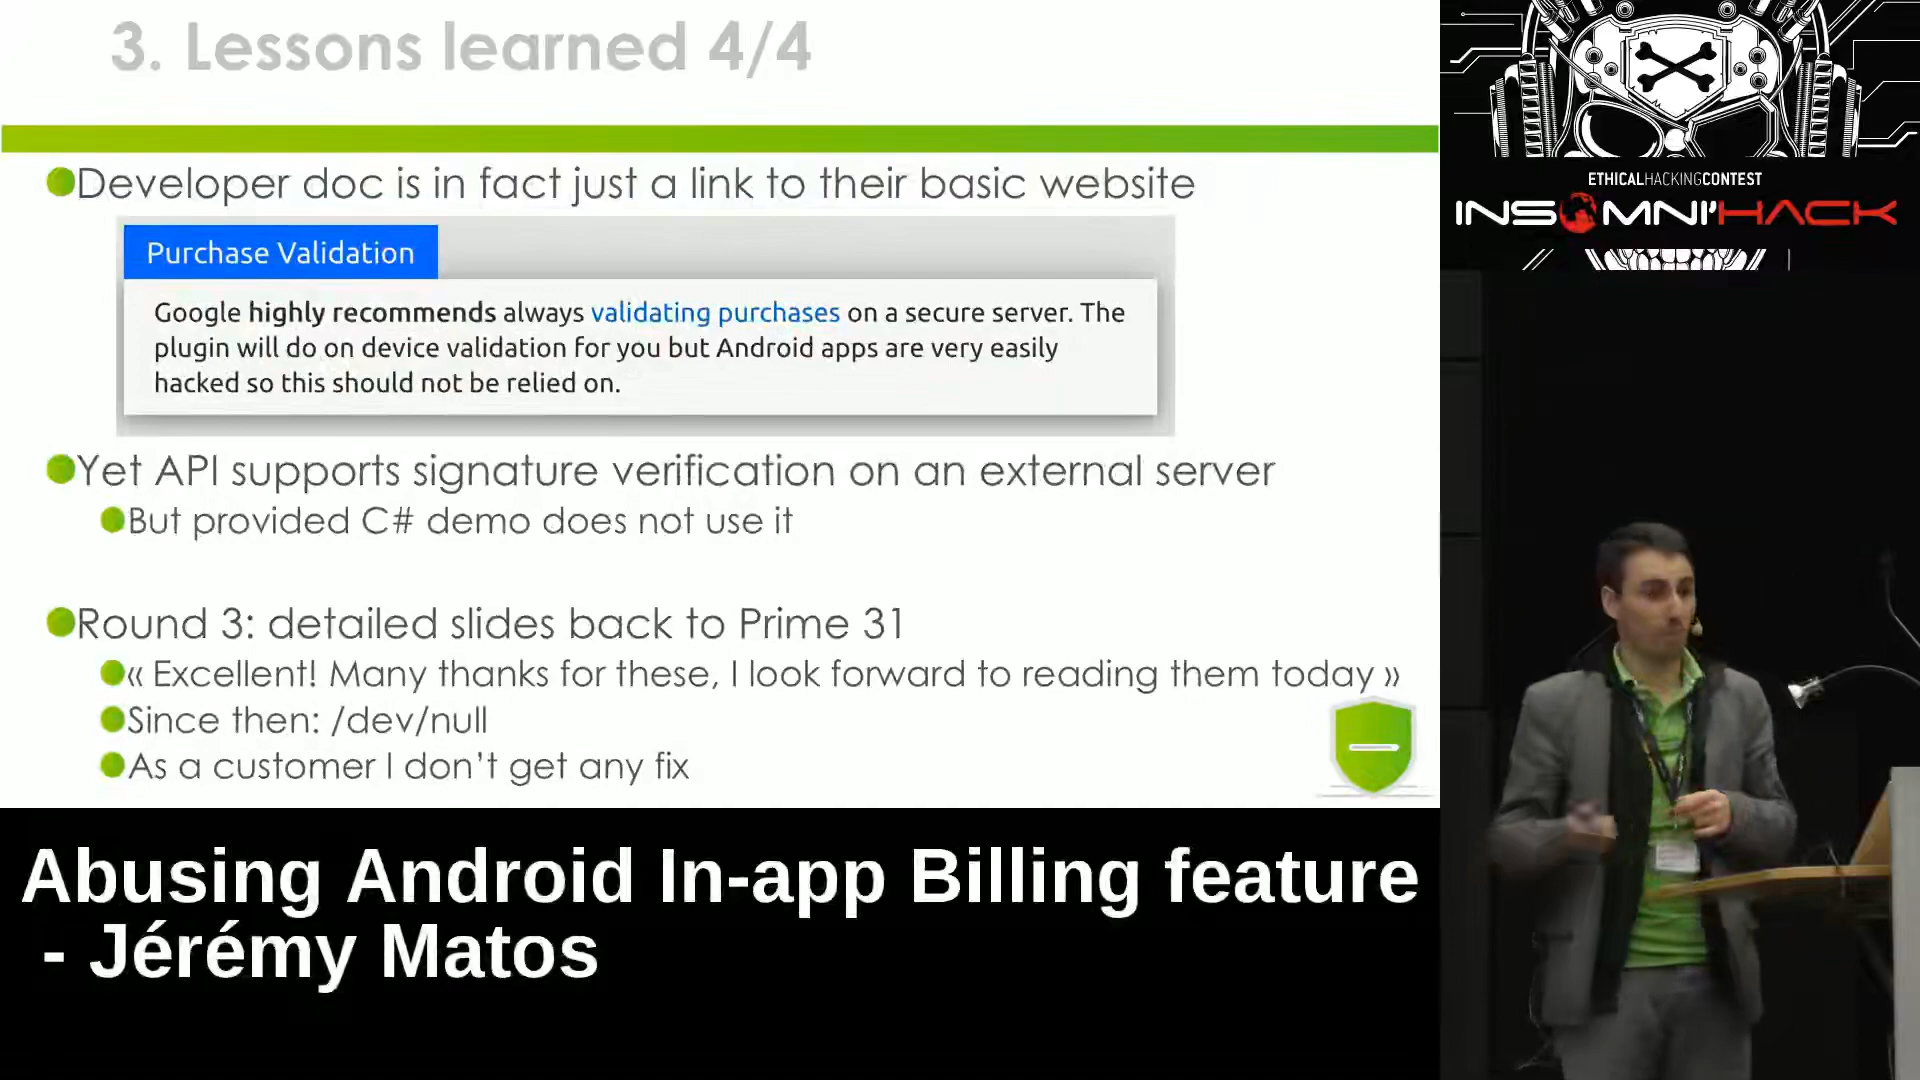 3. Lessons learned 4/4
Developer doc is in fact just a link to their basic website
Purchase Validation
Google highly recommends always validating purchases on a secure server. The
plugin will do on device validation for you but Android apps are very easily
hacked so this should not be relied on.
Yet API supports signature verification on an external server
But provided C# demo does not use it
Round 3: detailed slides back to Prime 31
« Excellent! Many thanks for these, I look forward to reading them today »
Since then: /dev/null
As a customer I don't get any fix
ETHICALHACKINGCONTEST
INSOMNI'HACK
Abusing Android In-app Billing feature
- Jérémy Matos